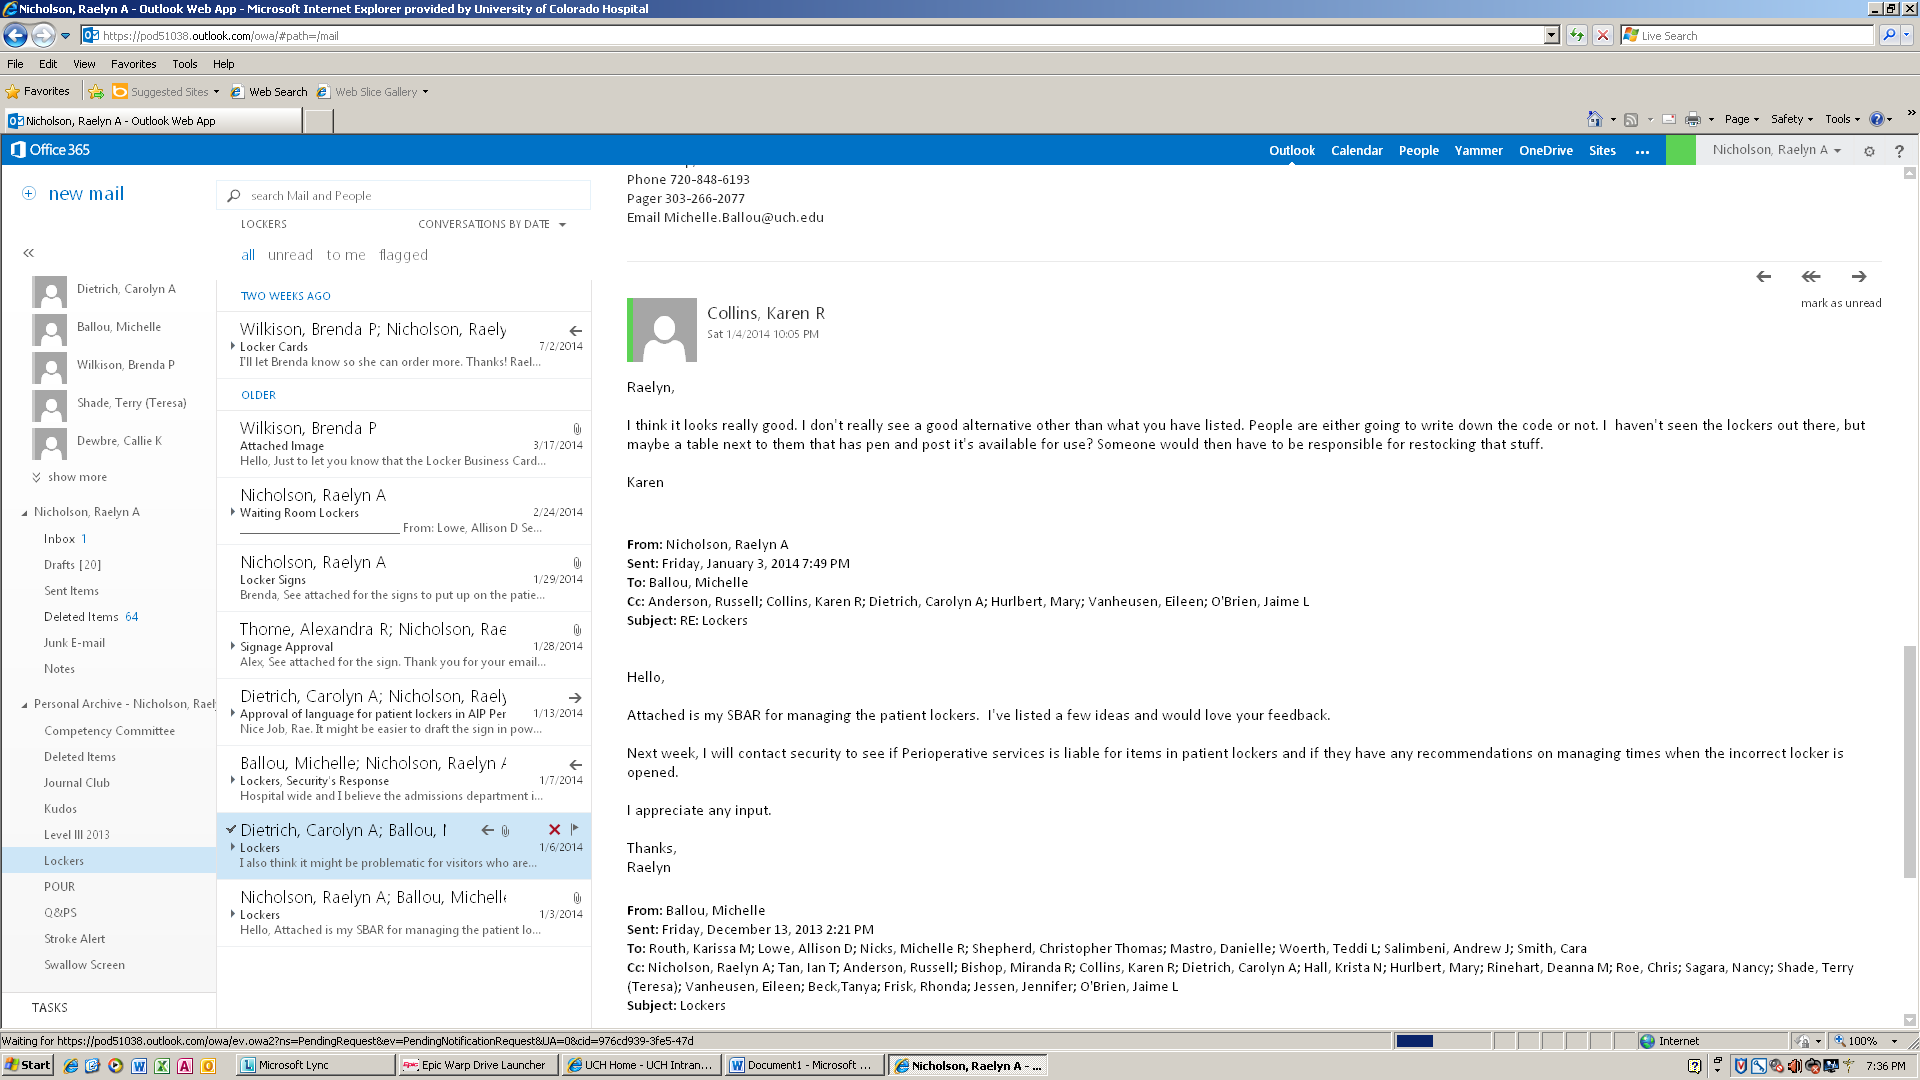 Nicholson, Raelyn A - Outlook Web App - Microsoft Internet Explorer provided by University of Colorado Hospital
https://pod51038.outlook.com/owa/#path=/mail
Live Search
File Edit View Favorites Tools Help
Favorites Suggested Sites Web Search Web Slice Gallery
Nicholson, Raelyn A - Outlook Web App
Page Safety Tools
Office 365
Outlook Calendar People Yammer OneDrive Sites ... Nicholson, Raelyn A ?
new mail
Dietrich, Carolyn A
Ballou, Michelle
Wilkison, Brenda P
Shade, Terry (Teresa)
Dewbre, Callie K
show more
Nicholson, Raelyn A
Inbox 1
Drafts [20]
Sent Items
Deleted Items 64
Junk E-mail
Notes
Personal Archive - Nicholson, Rael
Competency Committee
Deleted Items
Journal Club
Kudos
Level III 2013
Lockers
POUR
Q&PS
Stroke Alert
Swallow Screen
TASKS
search Mail and People
LOCKERS CONVERSATIONS BY DATE
all unread to me flagged
TWO WEEKS AGO
Wilkison, Brenda P; Nicholson, Raely
Locker Cards 7/2/2014
I'll let Brenda know so she can order more. Thanks! Rael...
OLDER
Wilkison, Brenda P
Attached Image 3/17/2014
Hello, Just to let you know that the Locker Business Card...
Nicholson, Raelyn A
Waiting Room Lockers 2/24/2014
________________________________ From: Lowe, Allison D Se...
Nicholson, Raelyn A
Locker Signs 1/29/2014
Brenda, See attached for the signs to put up on the patie...
Thorne, Alexandra R; Nicholson, Rae
Signage Approval 1/28/2014
Alex, See attached for the sign. Thank you for your email...
Dietrich, Carolyn A; Nicholson, Raely
Approval of language for patient lockers in AIP Per 1/13/2014
Nice Job, Rae. It might be easier to draft the sign in pow...
Ballou, Michelle; Nicholson, Raelyn A
Lockers, Security's Response 1/7/2014
Hospital wide and I believe the admissions department i...
Dietrich, Carolyn A; Ballou, M
Lockers 1/6/2014
I also think it might be problematic for visitors who are...
Nicholson, Raelyn A; Ballou, Michelle
Lockers 1/3/2014
Hello, Attached is my SBAR for managing the patient lo...
Phone 720-848-6193
Pager 303-266-2077
Email Michelle.Ballou@uch.edu
mark as unread
Collins, Karen R
Sat 1/4/2014 10:05 PM
Raelyn,
I think it looks really good. I don't really see a good alternative other than what you have listed. People are either going to write down the code or not. I haven't seen the lockers out there, but
maybe a table next to them that has pen and post it's available for use? Someone would then have to be responsible for restocking that stuff.
Karen
From: Nicholson, Raelyn A
Sent: Friday, January 3, 2014 7:49 PM
To: Ballou, Michelle
Cc: Anderson, Russell; Collins, Karen R; Dietrich, Carolyn A; Hurlbert, Mary; Vanheusen, Eileen; O'Brien, Jaime L
Subject: RE: Lockers
Hello,
Attached is my SBAR for managing the patient lockers. I've listed a few ideas and would love your feedback.
Next week, I will contact security to see if Perioperative services is liable for items in patient lockers and if they have any recommendations on managing times when the incorrect locker is
opened.
I appreciate any input.
Thanks,
Raelyn
From: Ballou, Michelle
Sent: Friday, December 13, 2013 2:21 PM
To: Routh, Karissa M; Lowe, Allison D; Nicks, Michelle R; Shepherd, Christopher Thomas; Mastro, Danielle; Woerth, Teddi L; Salimbeni, Andrew J; Smith, Cara
Cc: Nicholson, Raelyn A; Tan, Ian T; Anderson, Russell; Bishop, Miranda R; Collins, Karen R; Dietrich, Carolyn A; Hall, Krista N; Hurlbert, Mary; Rinehart, Deanna M; Roe, Chris; Sagara, Nancy; Shade, Terry
(Teresa); Vanheusen, Eileen; Beck,Tanya; Frisk, Rhonda; Jessen, Jennifer; O'Brien, Jaime L
Subject: Lockers
Waiting for https://pod51038.outlook.com/owa/ev.owa2?ns=PendingRequest&ev=PendingNotificationRequest&UA=0&cid=976cd939-3fe5-47d
Internet 100%
Start Microsoft Lync Epic Warp Drive Launcher UCH Home - UCH Intran... Document1 - Microsoft ... Nicholson, Raelyn A - ... 7:36 PM